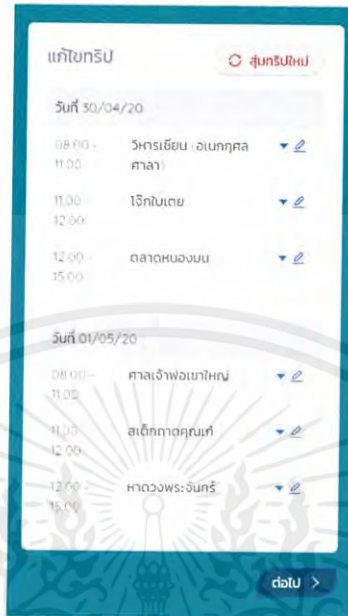 แก้ไขทริป
สุ่มทริปใหม่
วันที่ 30/04/20
08.00 -
11.00
วิหารเซียน (อเนกกุศล
ศาลา)
11.00 -
12.00
โจ๊กใบเตย
12.00 -
15.00
ตลาดหนองมน
วันที่ 01/05/20
08.00 -
11.00
ศาลเจ้าพ่อเขาใหญ่
11.00 -
12.00
สเต็กถาดคุณเก๋
12.00 -
15.00
หาดวงพระจันทร์
ต่อไป >